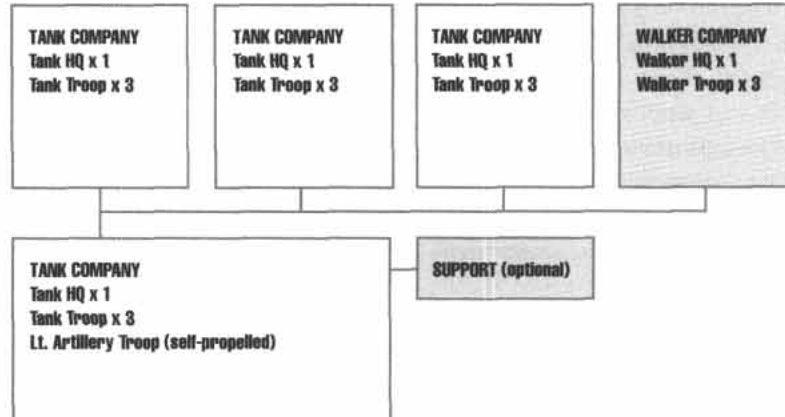 TANK COMPANY
Tank HQ x 1
Tank Troop x 3
TANK COMPANY
Tank HQ x 1
Tank Troop x 3
TANK COMPANY
Tank HQ x 1
Tank Troop x 3
WALKER COMPANY
Walker HQ x 1
Walker Troop x 3
TANK COMPANY
Tank HQ x 1
Tank Troop x 3
Lt. Artillery Troop (self-propelled)
SUPPORT (optional)